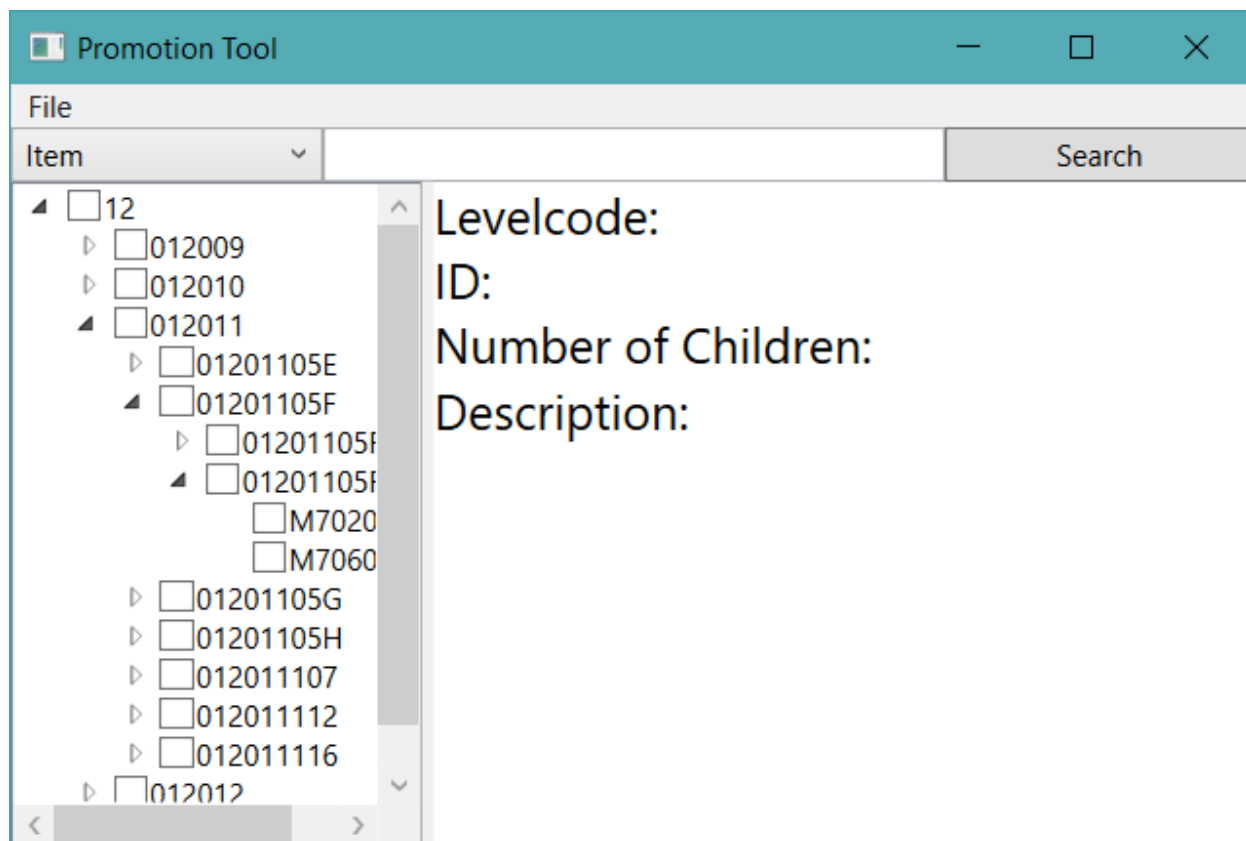 Promotion Tool
File
Item
Search
12
012009
012010
012011
01201105E
01201105F
01201105F
01201105F
M7020
M7060
01201105G
01201105H
012011107
012011112
012011116
012012
Levelcode:
ID:
Number of Children:
Description: